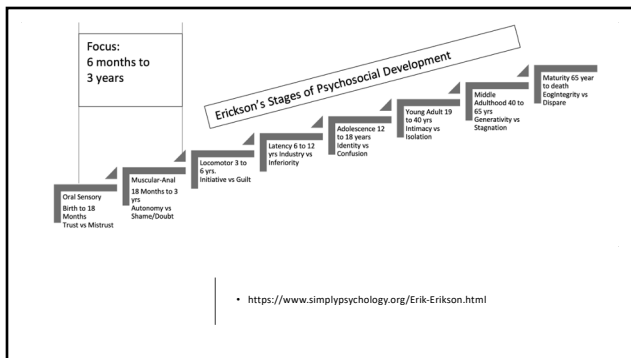 Focus:
6 months to
3 years
Erickson's Stages of Psychosocial Development
Oral Sensory
Birth to 18
Months
Trust vs Mistrust
Muscular-Anal
18 Months to 3
yrs
Autonomy vs
Shame/Doubt
Locomotor 3 to
6 yrs.
Initiative vs Guilt
Latency 6 to 12
yrs Industry vs
Inferiority
Adolescence 12
to 18 years
Identity vs
Confusion
Young Adult 19
to 40 yrs
Intimacy vs
Isolation
Middle
Adulthood 40 to
65 yrs
Generativity vs
Stagnation
Maturity 65 year
to death
Eogintegrity vs
Dispare
• https://www.simplypsychology.org/Erik-Erikson.html